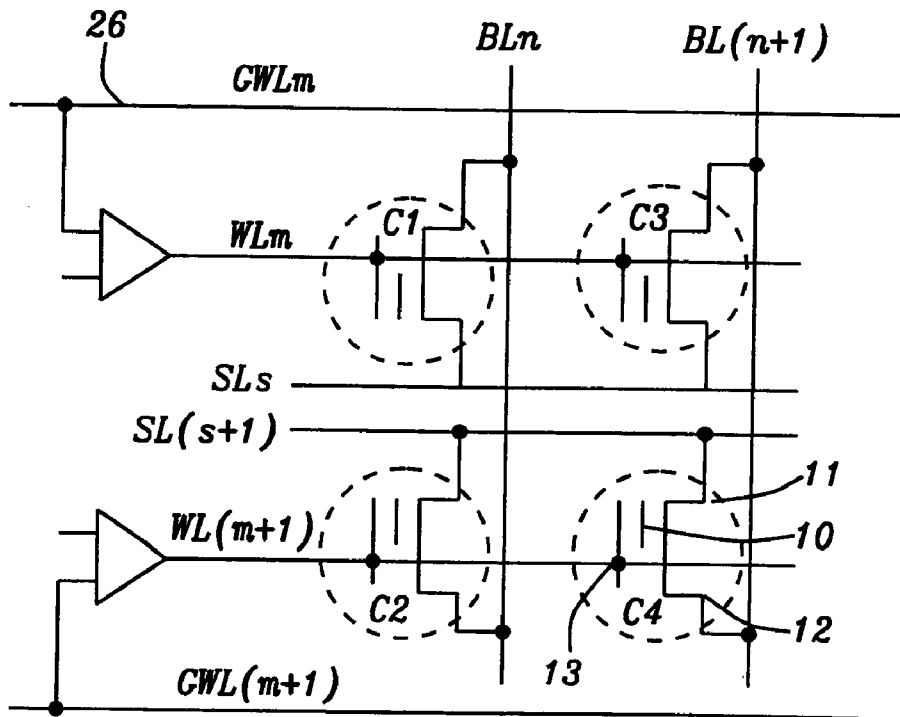 26
BLn
BL(n+1)
GWLm
C1
C3
WLm
SLs
SL(s+1)
11
WL(m+1)
10
C2
C4
12
13
GWL(m+1)